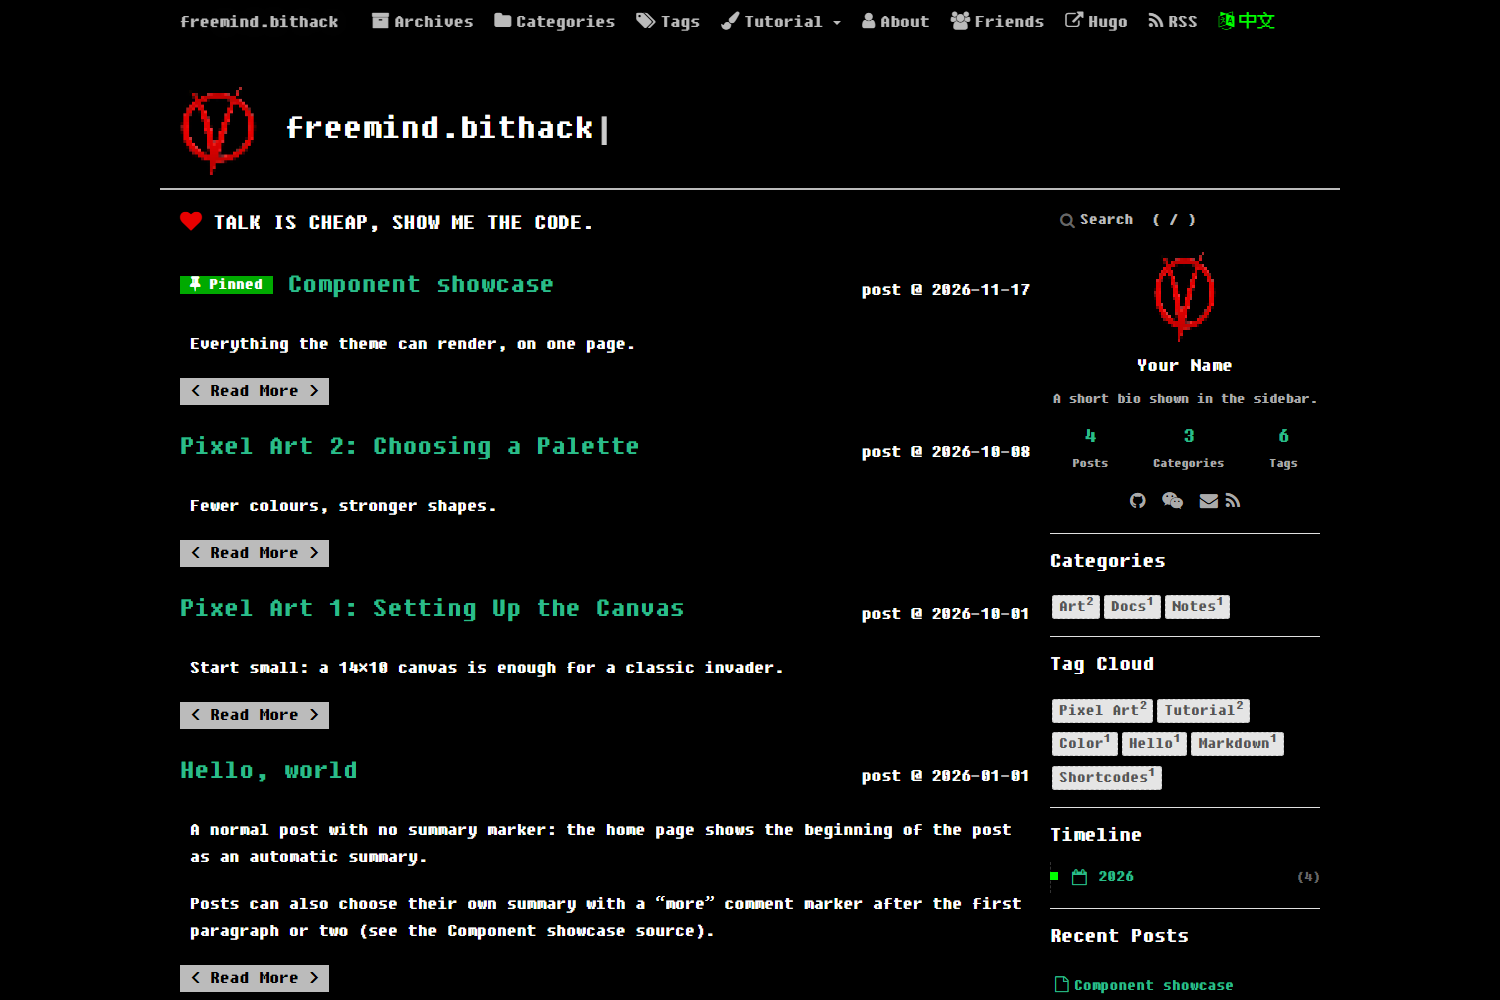 freemind.bithack Archives Categories Tags Tutorial About Friends Hugo RSS 中文
freemind.bithack|
TALK IS CHEAP, SHOW ME THE CODE.
Pinned Component showcase post @ 2026-11-17
Everything the theme can render, on one page.
< Read More >
Pixel Art 2: Choosing a Palette post @ 2026-10-08
Fewer colours, stronger shapes.
< Read More >
Pixel Art 1: Setting Up the Canvas post @ 2026-10-01
Start small: a 14×10 canvas is enough for a classic invader.
< Read More >
Hello, world post @ 2026-01-01
A normal post with no summary marker: the home page shows the beginning of the post
as an automatic summary.
Posts can also choose their own summary with a “more” comment marker after the first
paragraph or two (see the Component showcase source).
< Read More >
Search ( / )
Your Name
A short bio shown in the sidebar.
4 3 6
Posts Categories Tags
Categories
Art2 Docs1 Notes1
Tag Cloud
Pixel Art2 Tutorial2
Color1 Hello1 Markdown1
Shortcodes1
Timeline
2026 (4)
Recent Posts
Component showcase